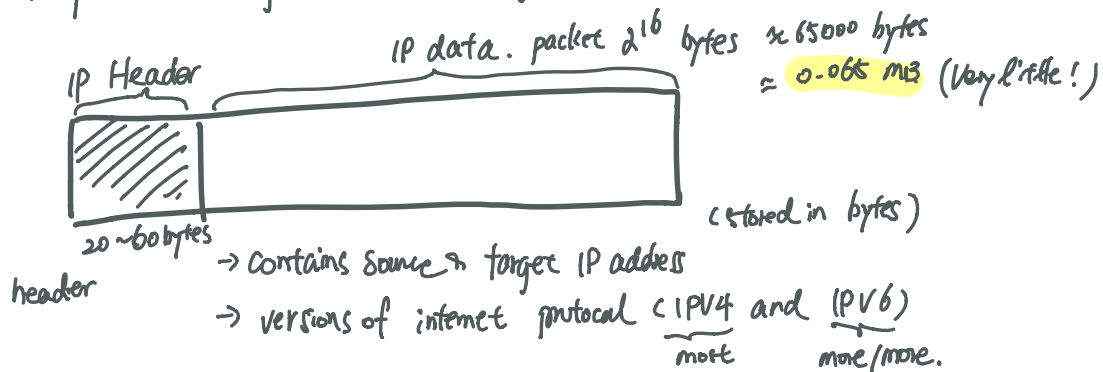 IP data. packet 2^16 bytes ≈ 65000 bytes
IP Header
≈ 0.065 MB (Very little!)
(stored in bytes)
20~60 bytes
header
→ contains source & target IP address
→ versions of internet protocal (IPV4 and IPV6)
most
more/more.